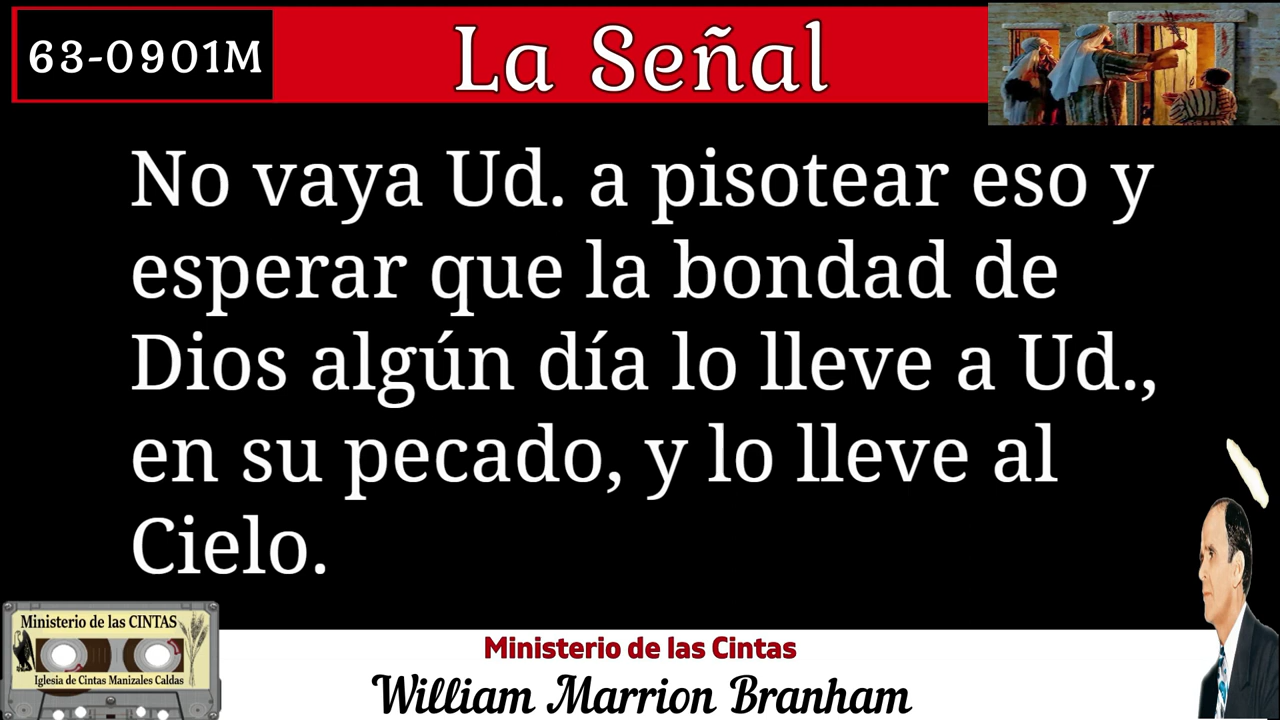 63-0901M
La Señal
No vaya Ud. a pisotear eso y
esperar que la bondad de
Dios algún día lo lleve a Ud.,
en su pecado, y lo lleve al
Cielo.
Ministerio de las CINTAS
Iglesia de Cintas Manizales Caldas
Ministerio de las Cintas
William Marrion Branham